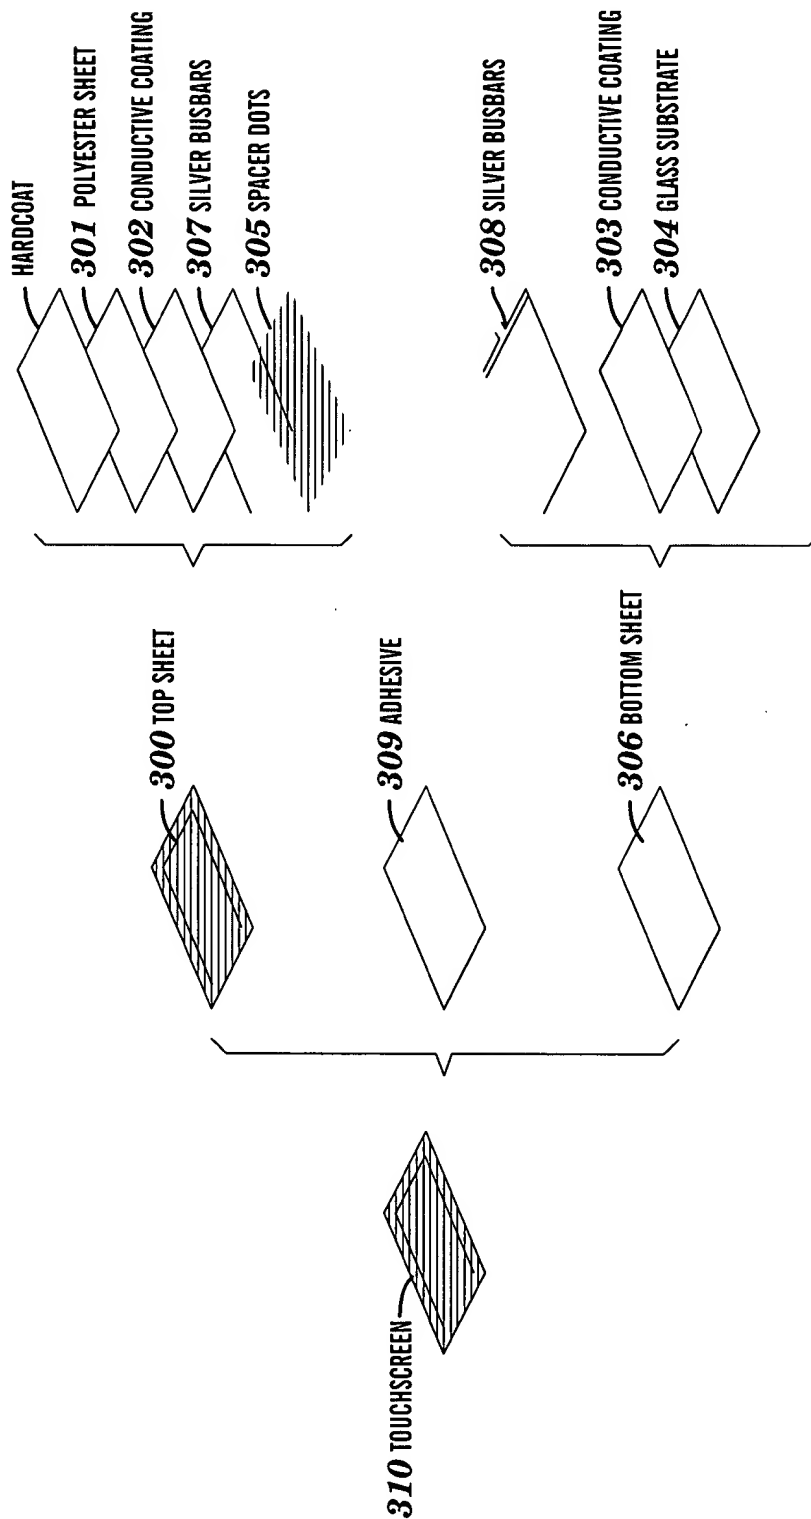 HARDCOAT
301 POLYESTER SHEET
302 CONDUCTIVE COATING
307 SILVER BUSBARS
305 SPACER DOTS
308 SILVER BUSBARS
303 CONDUCTIVE COATING
304 GLASS SUBSTRATE
300 TOP SHEET
309 ADHESIVE
306 BOTTOM SHEET
310 TOUCHSCREEN